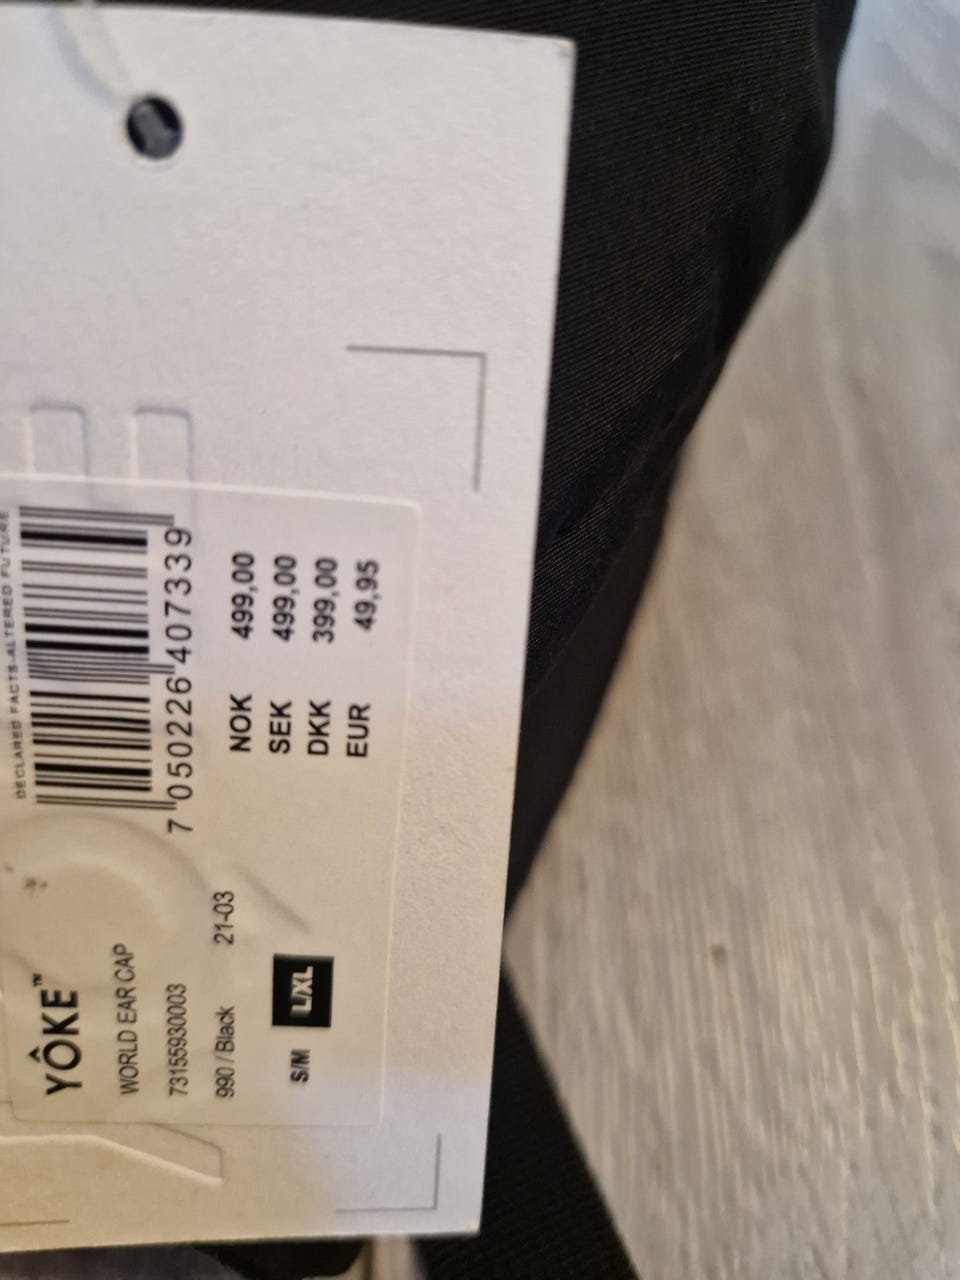 DECLARED FACTS-ALTERED FUTURE
YÔKE™
WORLD EAR CAP
73155930003
990 / Black 21-03
S/M L/XL
7 050226 407339
NOK 499,00
SEK 499,00
DKK 399,00
EUR 49,95